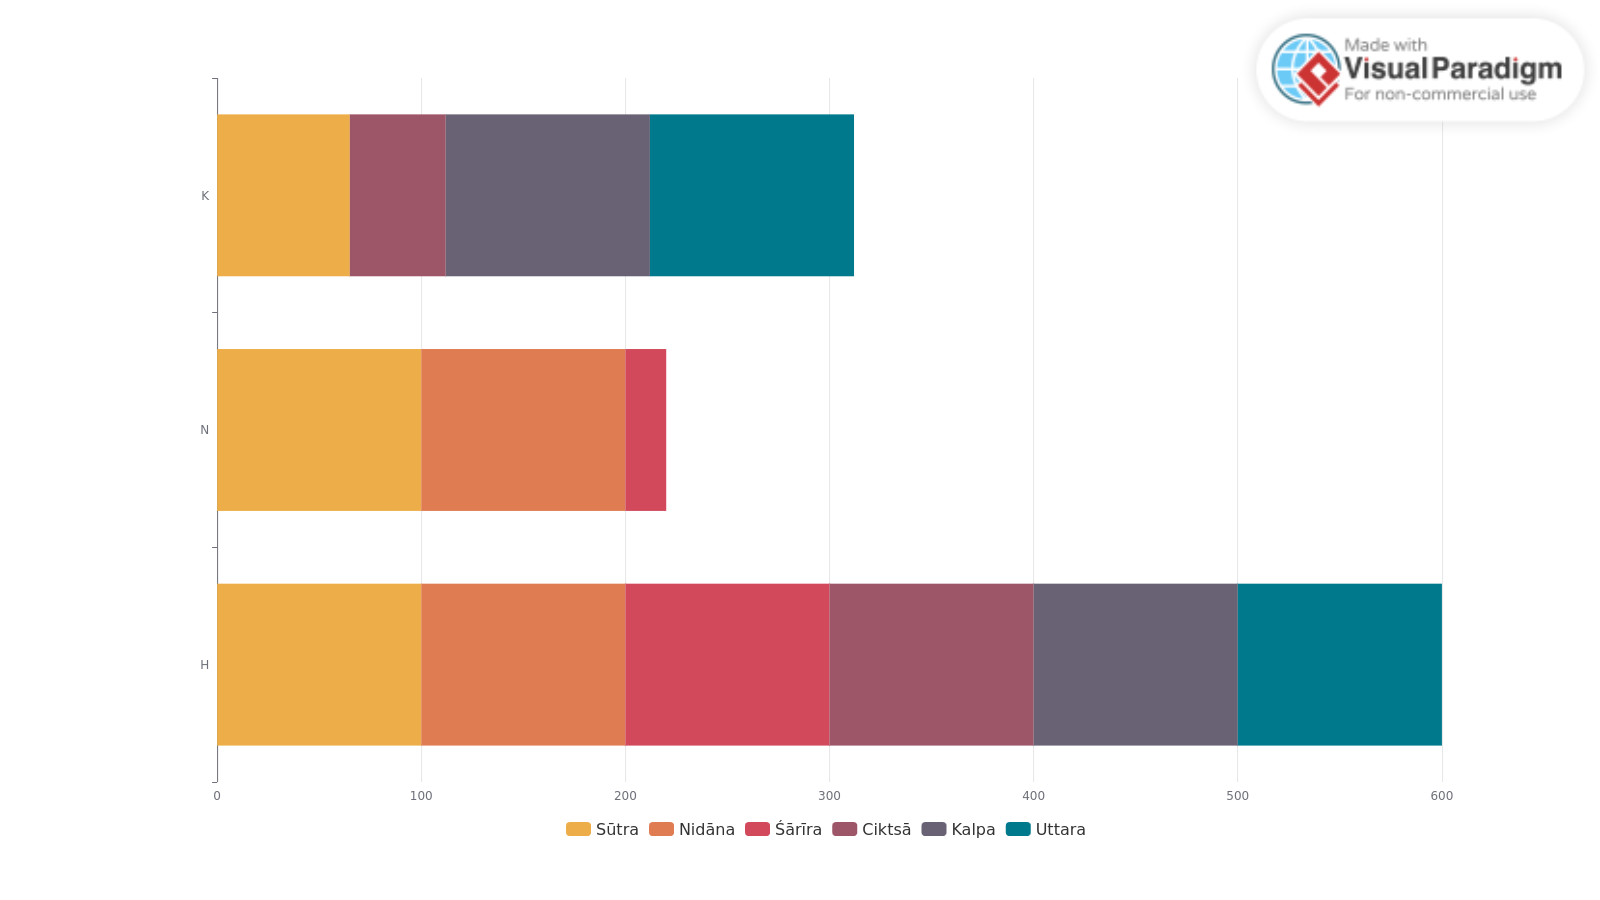 Made with
Visual Paradigm
For non-commercial use
K
N
H
0 100 200 300 400 500 600
Sūtra Nidāna Śārīra Ciktsā Kalpa Uttara